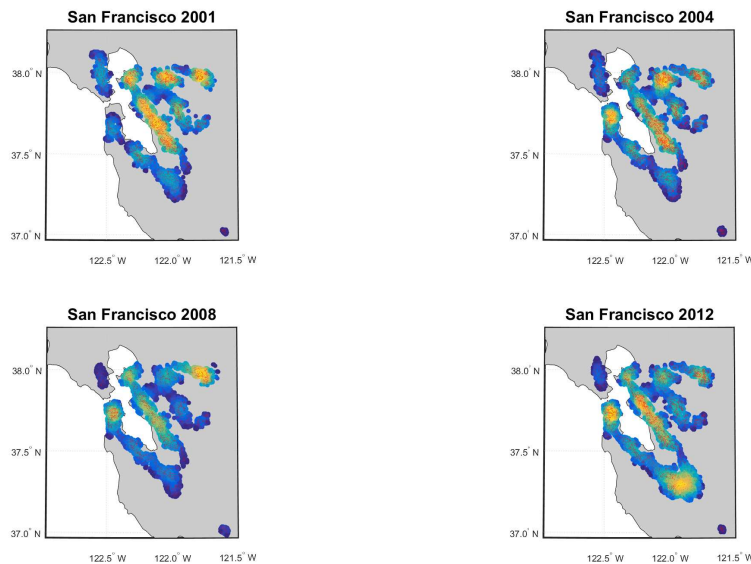 San Francisco 2001
San Francisco 2004
38.0° N
37.5° N
37.0° N
122.5° W 122.0° W 121.5° W
38.0° N
37.5° N
37.0° N
122.5° W 122.0° W 121.5° W
San Francisco 2008
San Francisco 2012
38.0° N
37.5° N
37.0° N
122.5° W 122.0° W 121.5° W
38.0° N
37.5° N
37.0° N
122.5° W 122.0° W 121.5° W